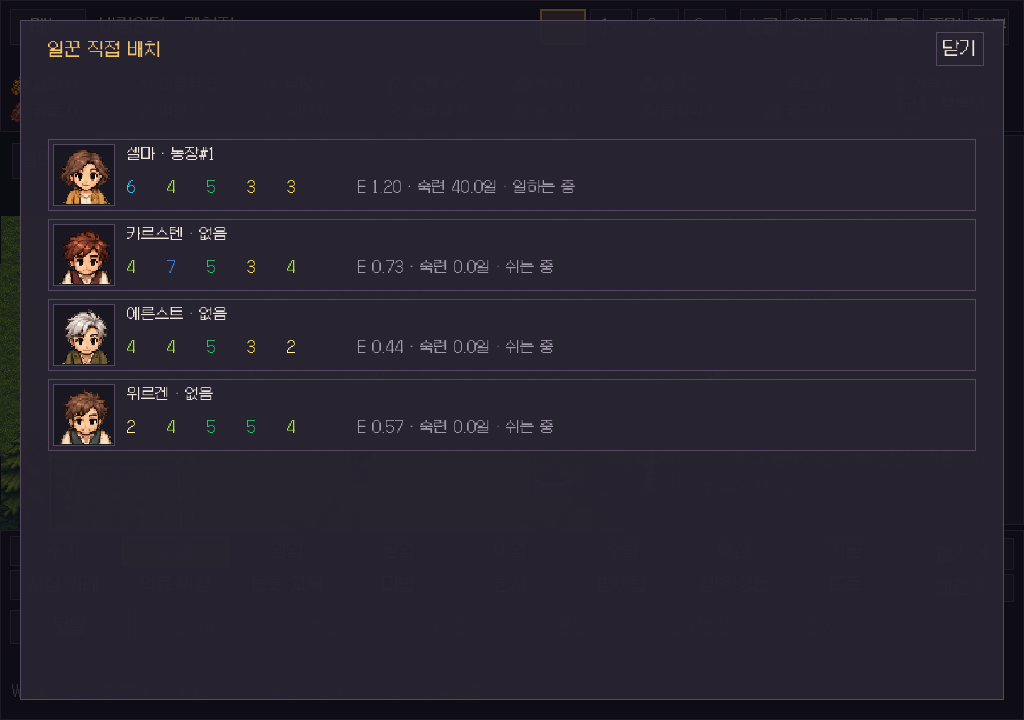 일꾼 직접 배치
닫기
셀마 · 농장#1
6 4 5 3 3 E 1.20 · 숙련 40.0일 · 일하는 중
카르스텐 · 없음
4 7 5 3 4 E 0.73 · 숙련 0.0일 · 쉬는 중
에른스트 · 없음
4 4 5 3 2 E 0.44 · 숙련 0.0일 · 쉬는 중
위르겐 · 없음
2 4 5 5 4 E 0.57 · 숙련 0.0일 · 쉬는 중